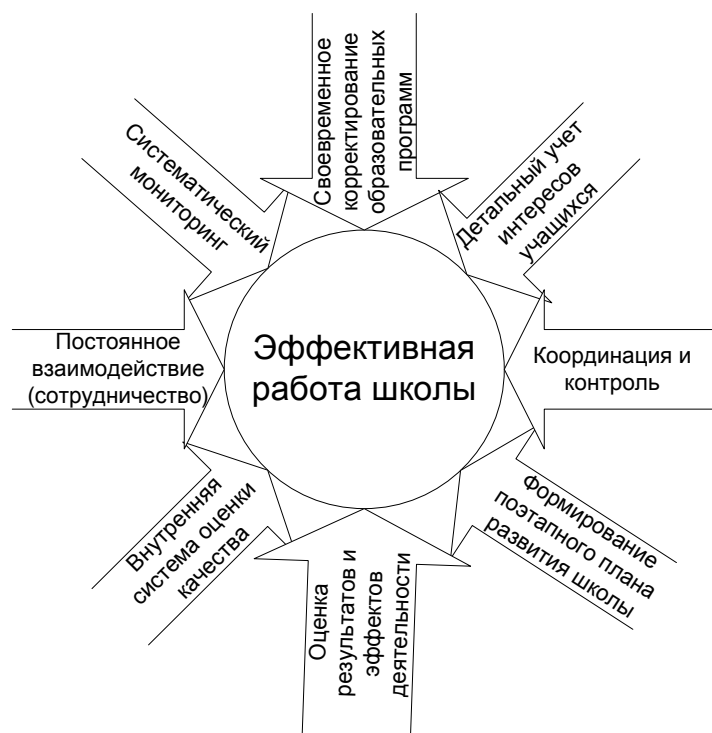 Своевременное
корректирование
образовательных
программ
Детальный учет
интересов
учащихся
Координация и
контроль
Формирование
поэтапного плана
развития школы
Оценка
результатов и
эффектов
деятельности
Внутренняя
система оценки
качества
Постоянное
взаимодействие
(сотрудничество)
Систематический
мониторинг
Эффективная
работа школы